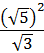 (√5)² / √3